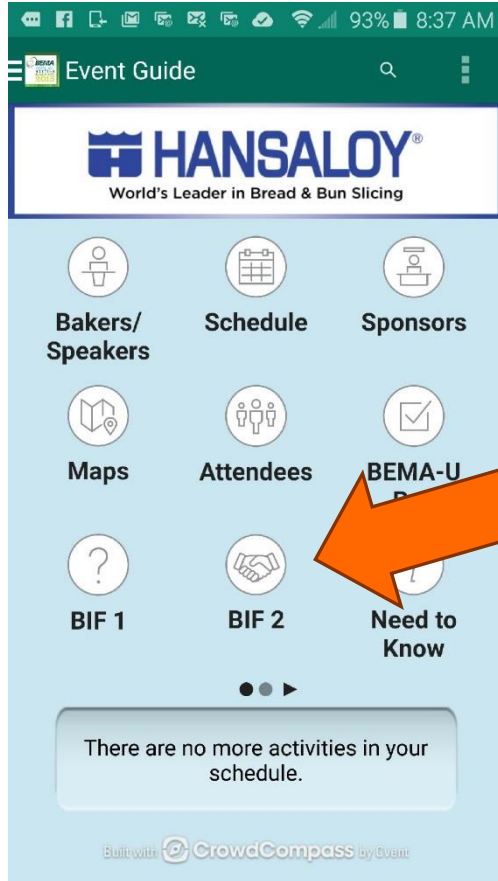 93% 8:37 AM
Event Guide
HANSALOY®
World's Leader in Bread & Bun Slicing
Bakers/
Speakers
Schedule
Sponsors
Maps
Attendees
BEMA-U
BIF 1
BIF 2
Need to
Know
There are no more activities in your
schedule.
Built with CrowdCompass by Cvent